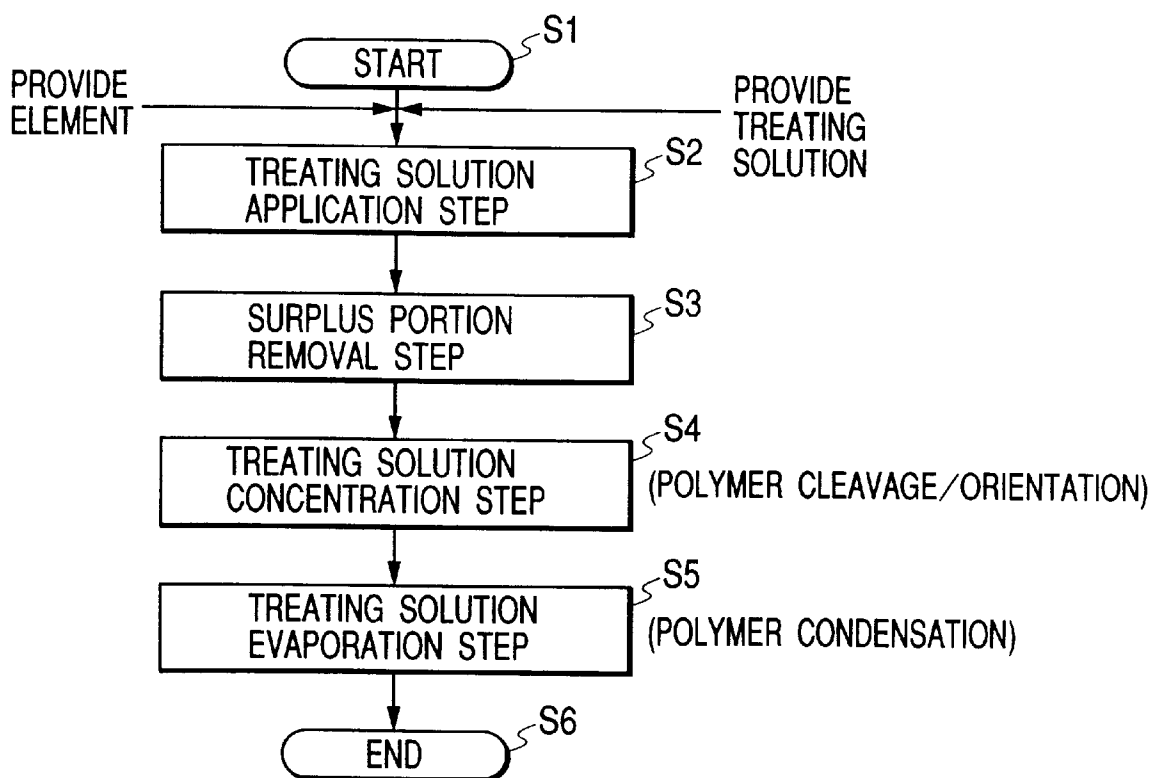 S1
START
PROVIDE
ELEMENT
PROVIDE
TREATING
SOLUTION
S2
TREATING SOLUTION
APPLICATION STEP
S3
SURPLUS PORTION
REMOVAL STEP
S4
TREATING SOLUTION
CONCENTRATION STEP
(POLYMER CLEAVAGE/ORIENTATION)
S5
TREATING SOLUTION
EVAPORATION STEP
(POLYMER CONDENSATION)
S6
END